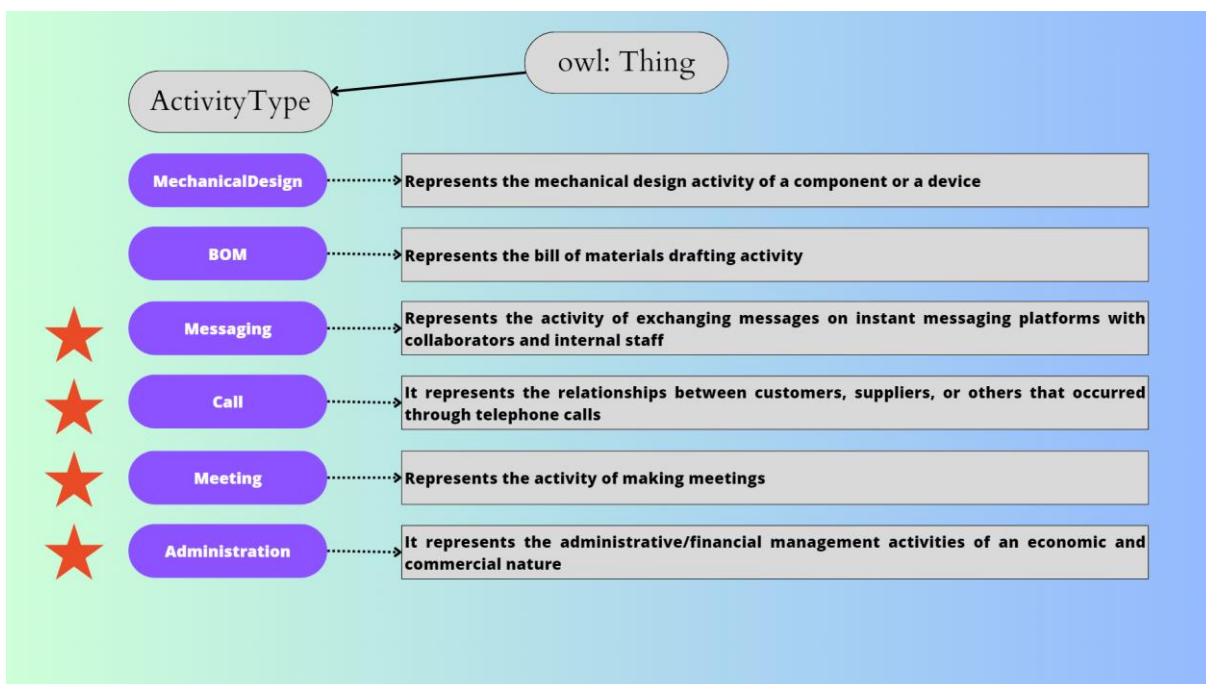 owl: Thing
ActivityType
MechanicalDesign
Represents the mechanical design activity of a component or a device
BOM
Represents the bill of materials drafting activity
Messaging
Represents the activity of exchanging messages on instant messaging platforms with
collaborators and internal staff
Call
It represents the relationships between customers, suppliers, or others that occurred
through telephone calls
Meeting
Represents the activity of making meetings
Administration
It represents the administrative/financial management activities of an economic and
commercial nature